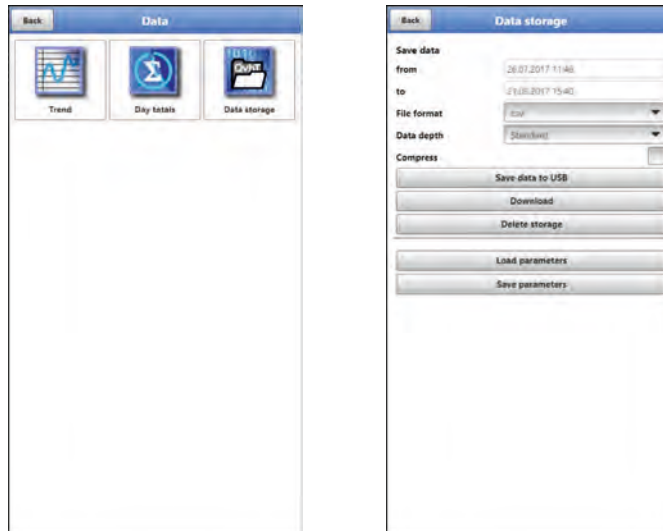 Back Data
Trend Day totals Data storage
Back Data storage
Save data
from 26.07.2017 11:46
to 21.08.2017 15:40
File format .csv
Data depth Standard
Compress
Save data to USB
Download
Delete storage
Load parameters
Save parameters